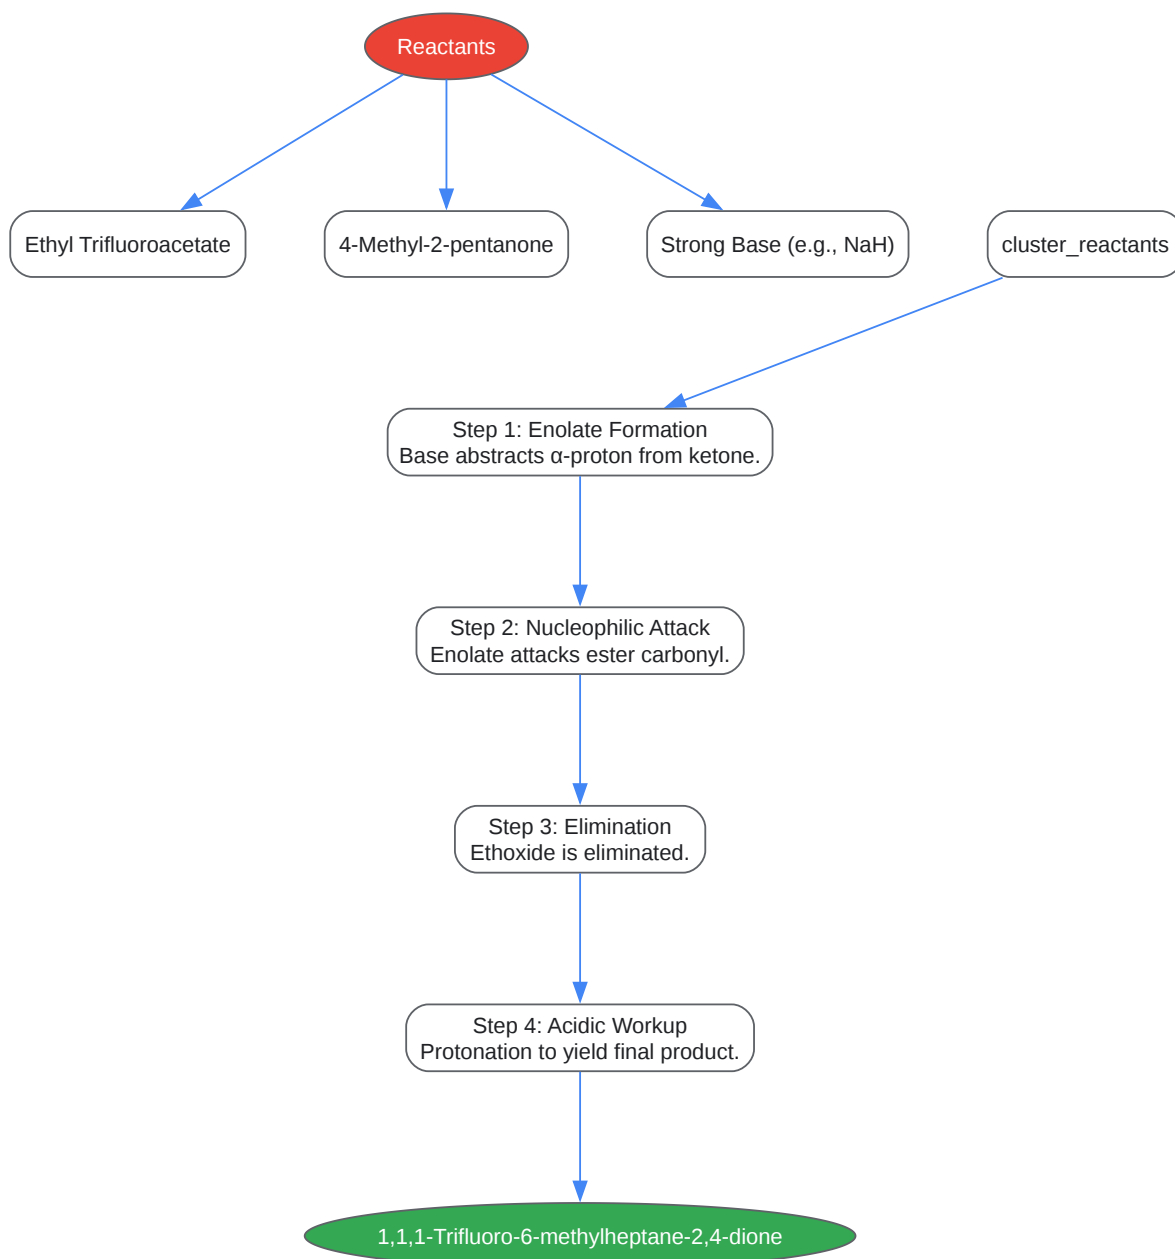 Reactants
Ethyl Trifluoroacetate
4-Methyl-2-pentanone
Strong Base (e.g., NaH)
cluster_reactants
Step 1: Enolate Formation
Base abstracts α-proton from ketone.
Step 2: Nucleophilic Attack
Enolate attacks ester carbonyl.
Step 3: Elimination
Ethoxide is eliminated.
Step 4: Acidic Workup
Protonation to yield final product.
1,1,1-Trifluoro-6-methylheptane-2,4-dione